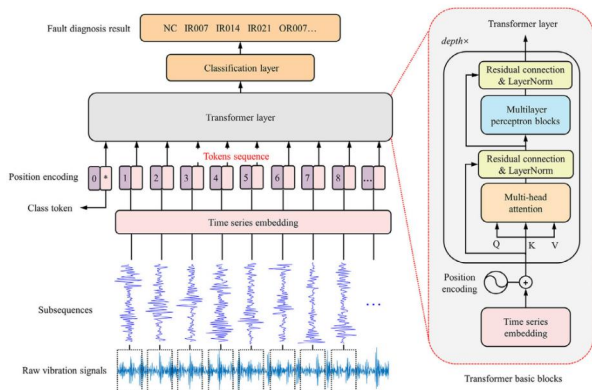 Fault diagnosis result
NC IR007 IR014 IR021 OR007...
Classification layer
Transformer layer
Tokens sequence
Position encoding
0 * 1 2 3 4 5 6 7 8 ...
Class token
Time series embedding
Subsequences
...
Raw vibration signals
Transformer layer
depth×
Residual connection
& LayerNorm
Multilayer
perceptron blocks
Residual connection
& LayerNorm
Multi-head
attention
Q K V
Position
encoding
+
Time series
embedding
Transformer basic blocks